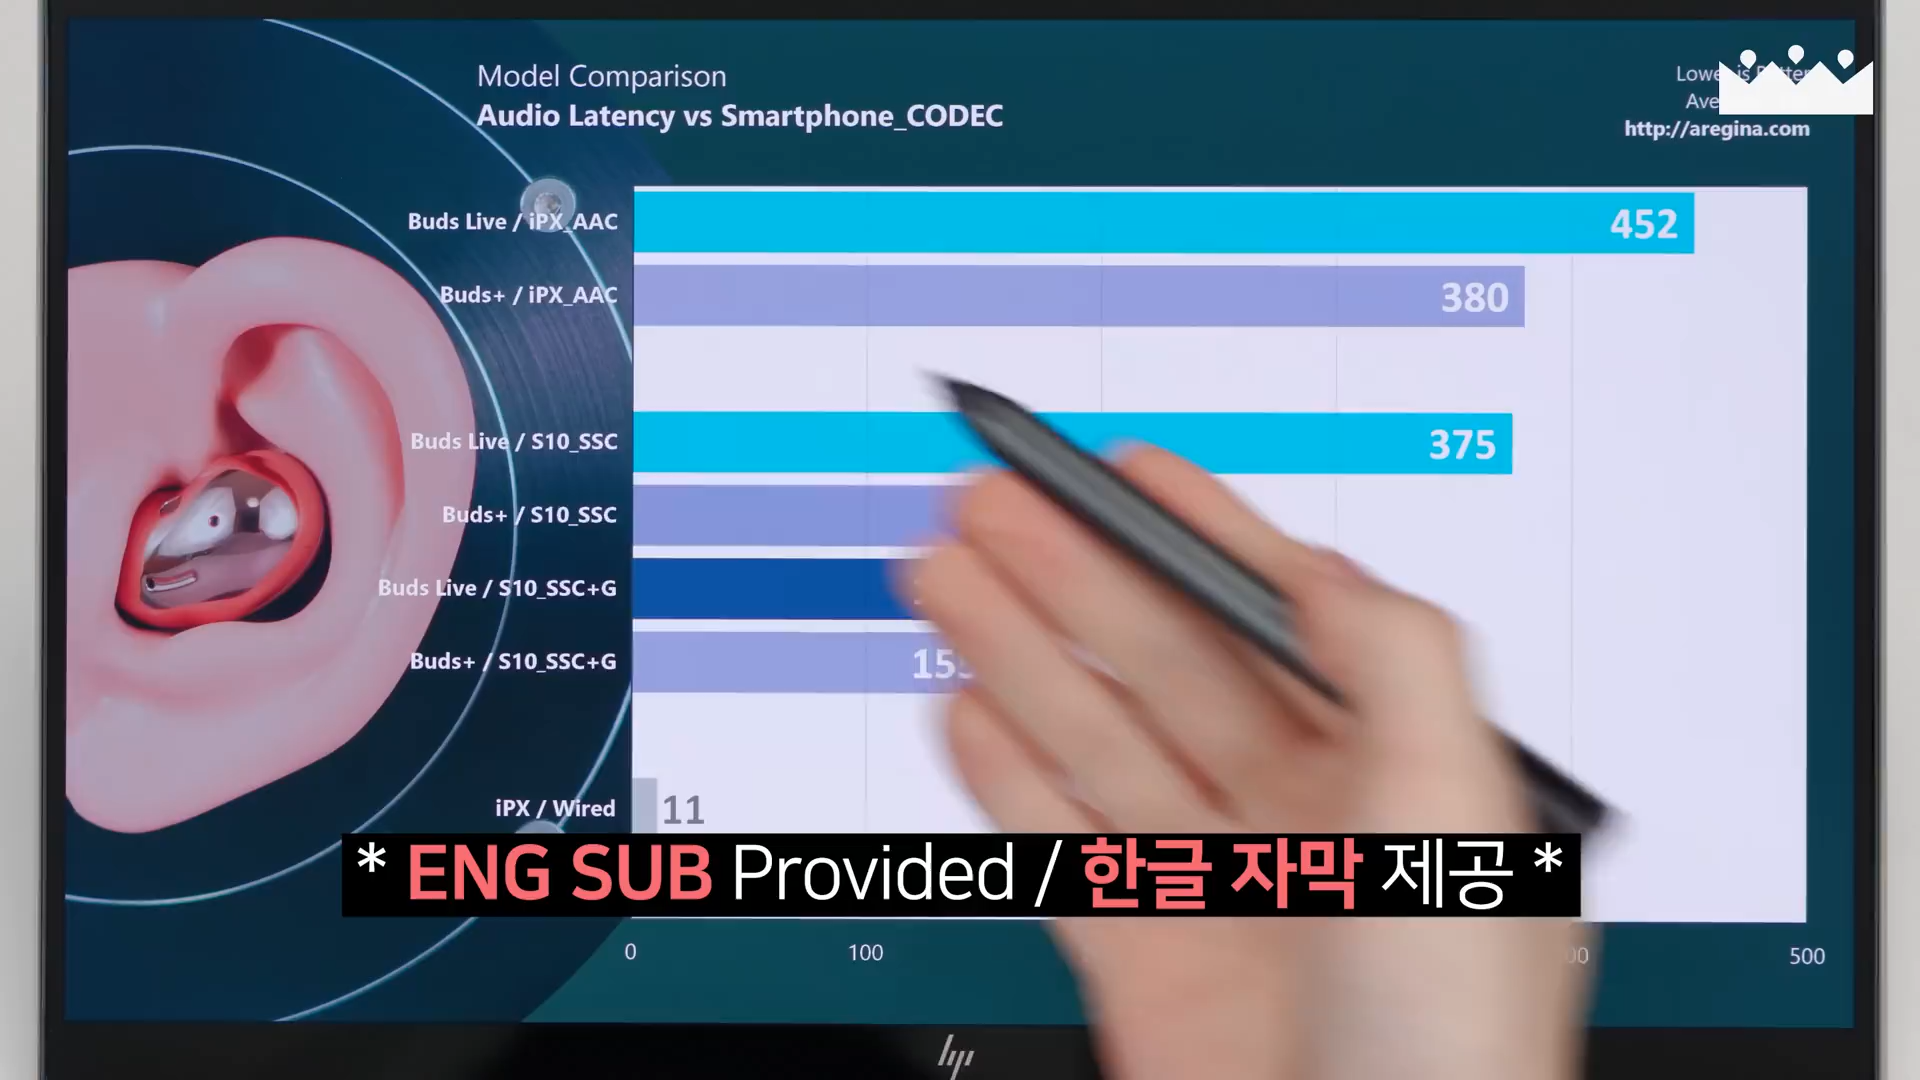 Model Comparison
Audio Latency vs Smartphone_CODEC
http://aregina.com
Buds Live / iPX_AAC
452
Buds+ / iPX_AAC
380
Buds Live / S10_SSC
375
Buds+ / S10_SSC
Buds Live / S10_SSC+G
Buds+ / S10_SSC+G
iPX / Wired
11
* ENG SUB Provided / 한글 자막 제공 *
0
100
500
hp